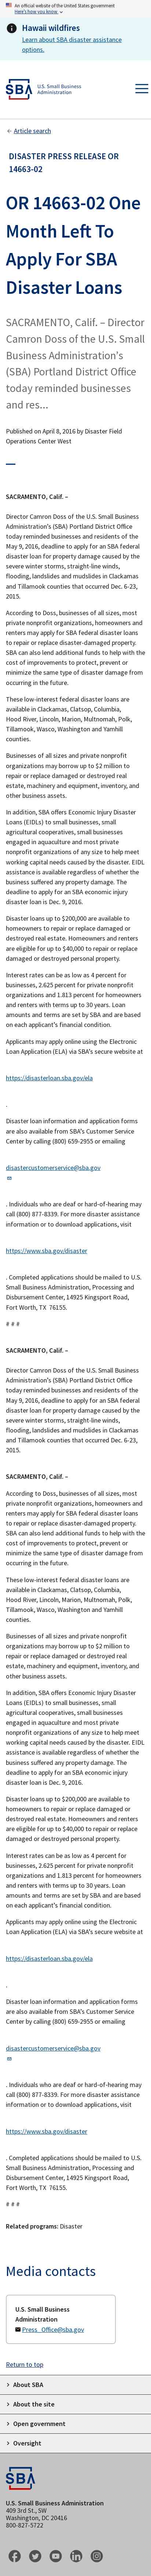 An official website of the United States government
Here's how you know
Hawaii wildfires
Learn about SBA disaster assistance
options.
SBA
U.S. Small Business
Administration
Article search
DISASTER PRESS RELEASE OR
14663-02
OR 14663-02 One
Month Left To
Apply For SBA
Disaster Loans
SACRAMENTO, Calif. – Director
Camron Doss of the U.S. Small
Business Administration's
(SBA) Portland District Office
today reminded businesses
and res...
Published on April 8, 2016 by Disaster Field
Operations Center West
SACRAMENTO, Calif. –
Director Camron Doss of the U.S. Small Business
Administration's (SBA) Portland District Office
today reminded businesses and residents of the
May 9, 2016, deadline to apply for an SBA federal
disaster loan for property damage caused by the
severe winter storms, straight-line winds,
flooding, landslides and mudslides in Clackamas
and Tillamook counties that occurred Dec. 6-23,
2015.
According to Doss, businesses of all sizes, most
private nonprofit organizations, homeowners and
renters may apply for SBA federal disaster loans
to repair or replace disaster damaged property.
SBA can also lend additional funds to help with the
cost of improvements to protect, prevent or
minimize the same type of disaster damage from
occurring in the future.
These low-interest federal disaster loans are
available in Clackamas, Clatsop, Columbia,
Hood River, Lincoln, Marion, Multnomah, Polk,
Tillamook, Wasco, Washington and Yamhill
counties.
Businesses of all sizes and private nonprofit
organizations may borrow up to $2 million to
repair or replace damaged or destroyed real
estate, machinery and equipment, inventory, and
other business assets.
In addition, SBA offers Economic Injury Disaster
Loans (EIDLs) to small businesses, small
agricultural cooperatives, small businesses
engaged in aquaculture and most private
nonprofit organizations of any size to help meet
working capital needs caused by the disaster. EIDL
assistance is available regardless of whether the
business suffered any property damage. The
deadline to apply for an SBA economic injury
disaster loan is Dec. 9, 2016.
Disaster loans up to $200,000 are available to
homeowners to repair or replace damaged or
destroyed real estate. Homeowners and renters
are eligible for up to $40,000 to repair or replace
damaged or destroyed personal property.
Interest rates can be as low as 4 percent for
businesses, 2.625 percent for private nonprofit
organizations and 1.813 percent for homeowners
and renters with terms up to 30 years. Loan
amounts and terms are set by SBA and are based
on each applicant's financial condition.
Applicants may apply online using the Electronic
Loan Application (ELA) via SBA's secure website at
https://disasterloan.sba.gov/ela
.
Disaster loan information and application forms
are also available from SBA's Customer Service
Center by calling (800) 659-2955 or emailing
disastercustomerservice@sba.gov
. Individuals who are deaf or hard-of-hearing may
call (800) 877-8339. For more disaster assistance
information or to download applications, visit
https://www.sba.gov/disaster
. Completed applications should be mailed to U.S.
Small Business Administration, Processing and
Disbursement Center, 14925 Kingsport Road,
Fort Worth, TX 76155.
# # #
SACRAMENTO, Calif. –
Director Camron Doss of the U.S. Small Business
Administration's (SBA) Portland District Office
today reminded businesses and residents of the
May 9, 2016, deadline to apply for an SBA federal
disaster loan for property damage caused by the
severe winter storms, straight-line winds,
flooding, landslides and mudslides in Clackamas
and Tillamook counties that occurred Dec. 6-23,
2015.
SACRAMENTO, Calif. –
According to Doss, businesses of all sizes, most
private nonprofit organizations, homeowners and
renters may apply for SBA federal disaster loans
to repair or replace disaster damaged property.
SBA can also lend additional funds to help with the
cost of improvements to protect, prevent or
minimize the same type of disaster damage from
occurring in the future.
These low-interest federal disaster loans are
available in Clackamas, Clatsop, Columbia,
Hood River, Lincoln, Marion, Multnomah, Polk,
Tillamook, Wasco, Washington and Yamhill
counties.
Businesses of all sizes and private nonprofit
organizations may borrow up to $2 million to
repair or replace damaged or destroyed real
estate, machinery and equipment, inventory, and
other business assets.
In addition, SBA offers Economic Injury Disaster
Loans (EIDLs) to small businesses, small
agricultural cooperatives, small businesses
engaged in aquaculture and most private
nonprofit organizations of any size to help meet
working capital needs caused by the disaster. EIDL
assistance is available regardless of whether the
business suffered any property damage. The
deadline to apply for an SBA economic injury
disaster loan is Dec. 9, 2016.
Disaster loans up to $200,000 are available to
homeowners to repair or replace damaged or
destroyed real estate. Homeowners and renters
are eligible for up to $40,000 to repair or replace
damaged or destroyed personal property.
Interest rates can be as low as 4 percent for
businesses, 2.625 percent for private nonprofit
organizations and 1.813 percent for homeowners
and renters with terms up to 30 years. Loan
amounts and terms are set by SBA and are based
on each applicant's financial condition.
Applicants may apply online using the Electronic
Loan Application (ELA) via SBA's secure website at
https://disasterloan.sba.gov/ela
.
Disaster loan information and application forms
are also available from SBA's Customer Service
Center by calling (800) 659-2955 or emailing
disastercustomerservice@sba.gov
. Individuals who are deaf or hard-of-hearing may
call (800) 877-8339. For more disaster assistance
information or to download applications, visit
https://www.sba.gov/disaster
. Completed applications should be mailed to U.S.
Small Business Administration, Processing and
Disbursement Center, 14925 Kingsport Road,
Fort Worth, TX 76155.
# # #
Related programs: Disaster
Media contacts
U.S. Small Business
Administration
Press_Office@sba.gov
Return to top
About SBA
About the site
Open government
Oversight
SBA
U.S. Small Business Administration
409 3rd St., SW
Washington, DC 20416
800-827-5722